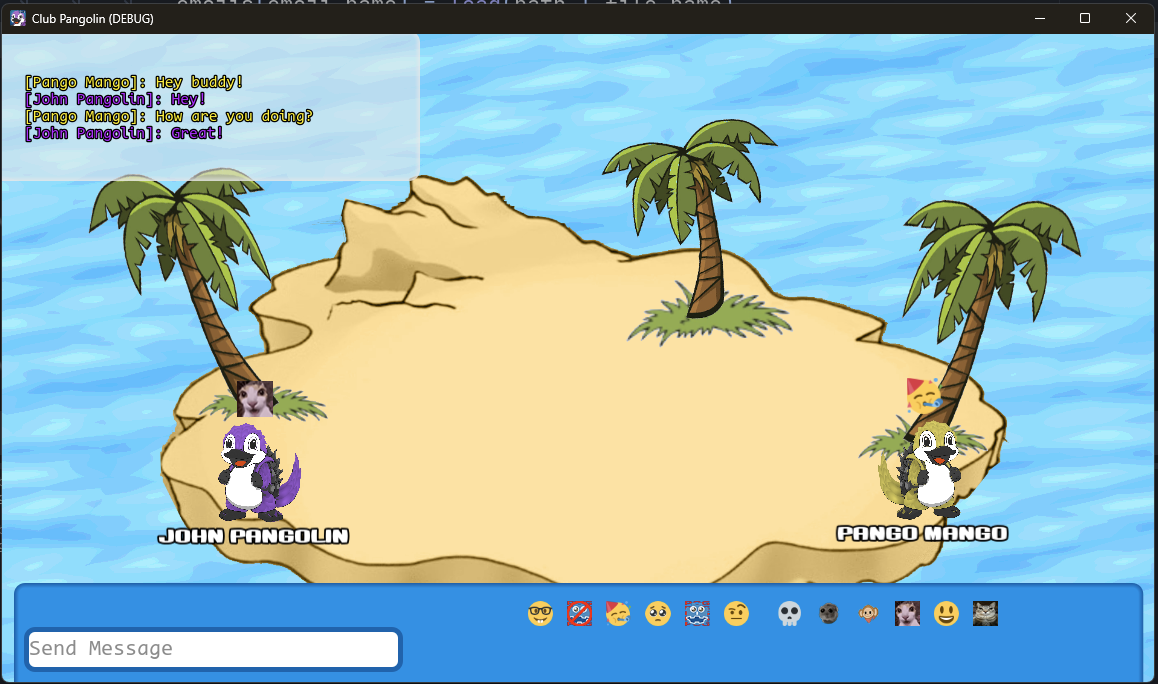 Club Pangolin (DEBUG)
[Pango Mango]: Hey buddy!
[John Pangolin]: Hey!
[Pango Mango]: How are you doing?
[John Pangolin]: Great!
JOHN PANGOLIN
PANGO MANGO
Send Message